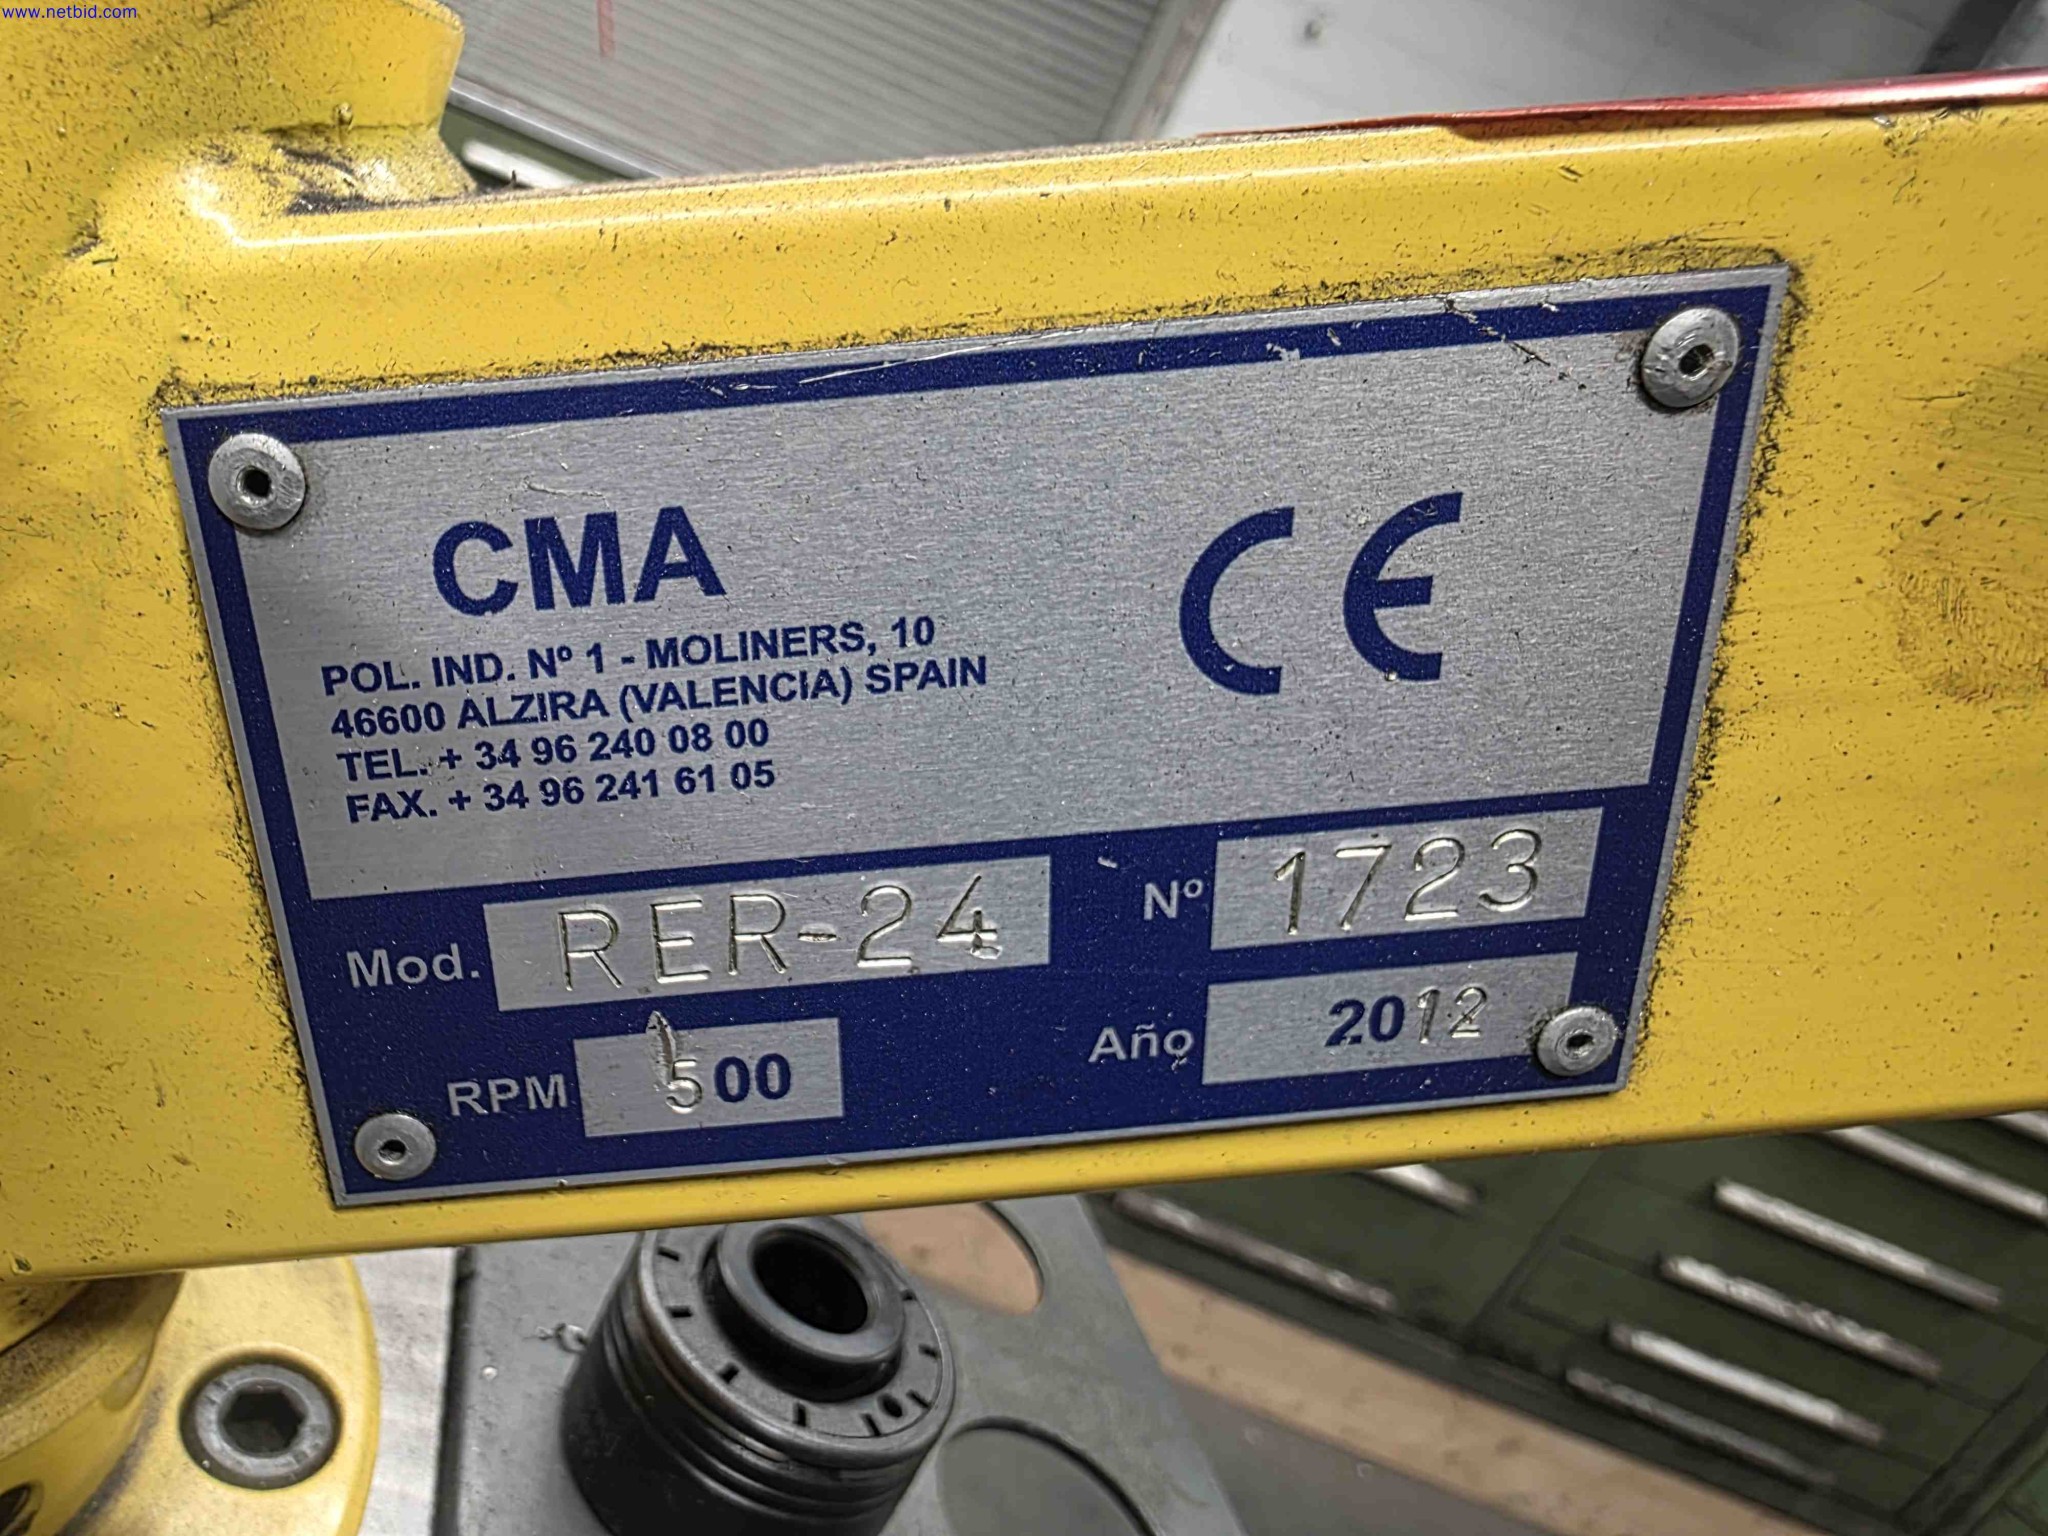 www.netbid.com
CMA
CE
POL. IND. Nº 1 - MOLINERS, 10
46600 ALZIRA (VALENCIA) SPAIN
TEL. + 34 96 240 08 00
FAX. + 34 96 241 61 05
Mod. RER-24
Nº 1723
RPM 500
Año 2012